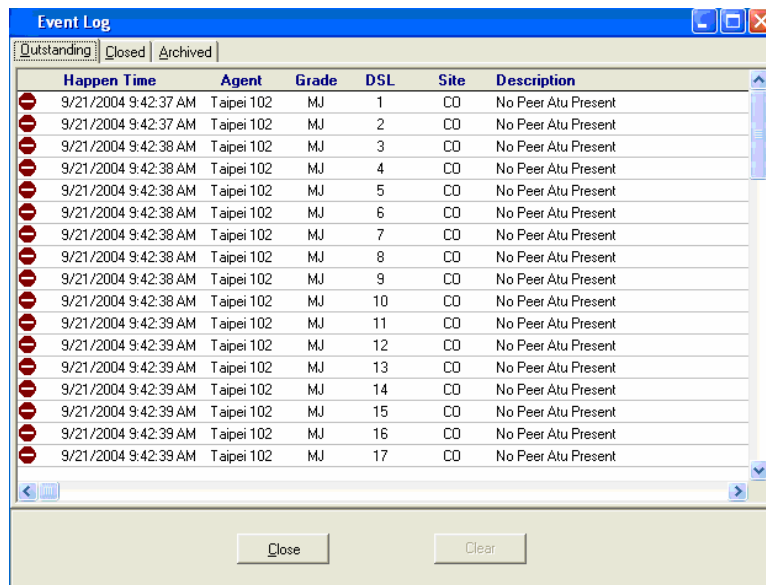 Event Log
Outstanding Closed Archived
Happen Time Agent Grade DSL Site Description
9/21/2004 9:42:37 AM Taipei 102 MJ 1 CO No Peer Atu Present
9/21/2004 9:42:37 AM Taipei 102 MJ 2 CO No Peer Atu Present
9/21/2004 9:42:38 AM Taipei 102 MJ 3 CO No Peer Atu Present
9/21/2004 9:42:38 AM Taipei 102 MJ 4 CO No Peer Atu Present
9/21/2004 9:42:38 AM Taipei 102 MJ 5 CO No Peer Atu Present
9/21/2004 9:42:38 AM Taipei 102 MJ 6 CO No Peer Atu Present
9/21/2004 9:42:38 AM Taipei 102 MJ 7 CO No Peer Atu Present
9/21/2004 9:42:38 AM Taipei 102 MJ 8 CO No Peer Atu Present
9/21/2004 9:42:38 AM Taipei 102 MJ 9 CO No Peer Atu Present
9/21/2004 9:42:38 AM Taipei 102 MJ 10 CO No Peer Atu Present
9/21/2004 9:42:39 AM Taipei 102 MJ 11 CO No Peer Atu Present
9/21/2004 9:42:39 AM Taipei 102 MJ 12 CO No Peer Atu Present
9/21/2004 9:42:39 AM Taipei 102 MJ 13 CO No Peer Atu Present
9/21/2004 9:42:39 AM Taipei 102 MJ 14 CO No Peer Atu Present
9/21/2004 9:42:39 AM Taipei 102 MJ 15 CO No Peer Atu Present
9/21/2004 9:42:39 AM Taipei 102 MJ 16 CO No Peer Atu Present
9/21/2004 9:42:39 AM Taipei 102 MJ 17 CO No Peer Atu Present
Close Clear